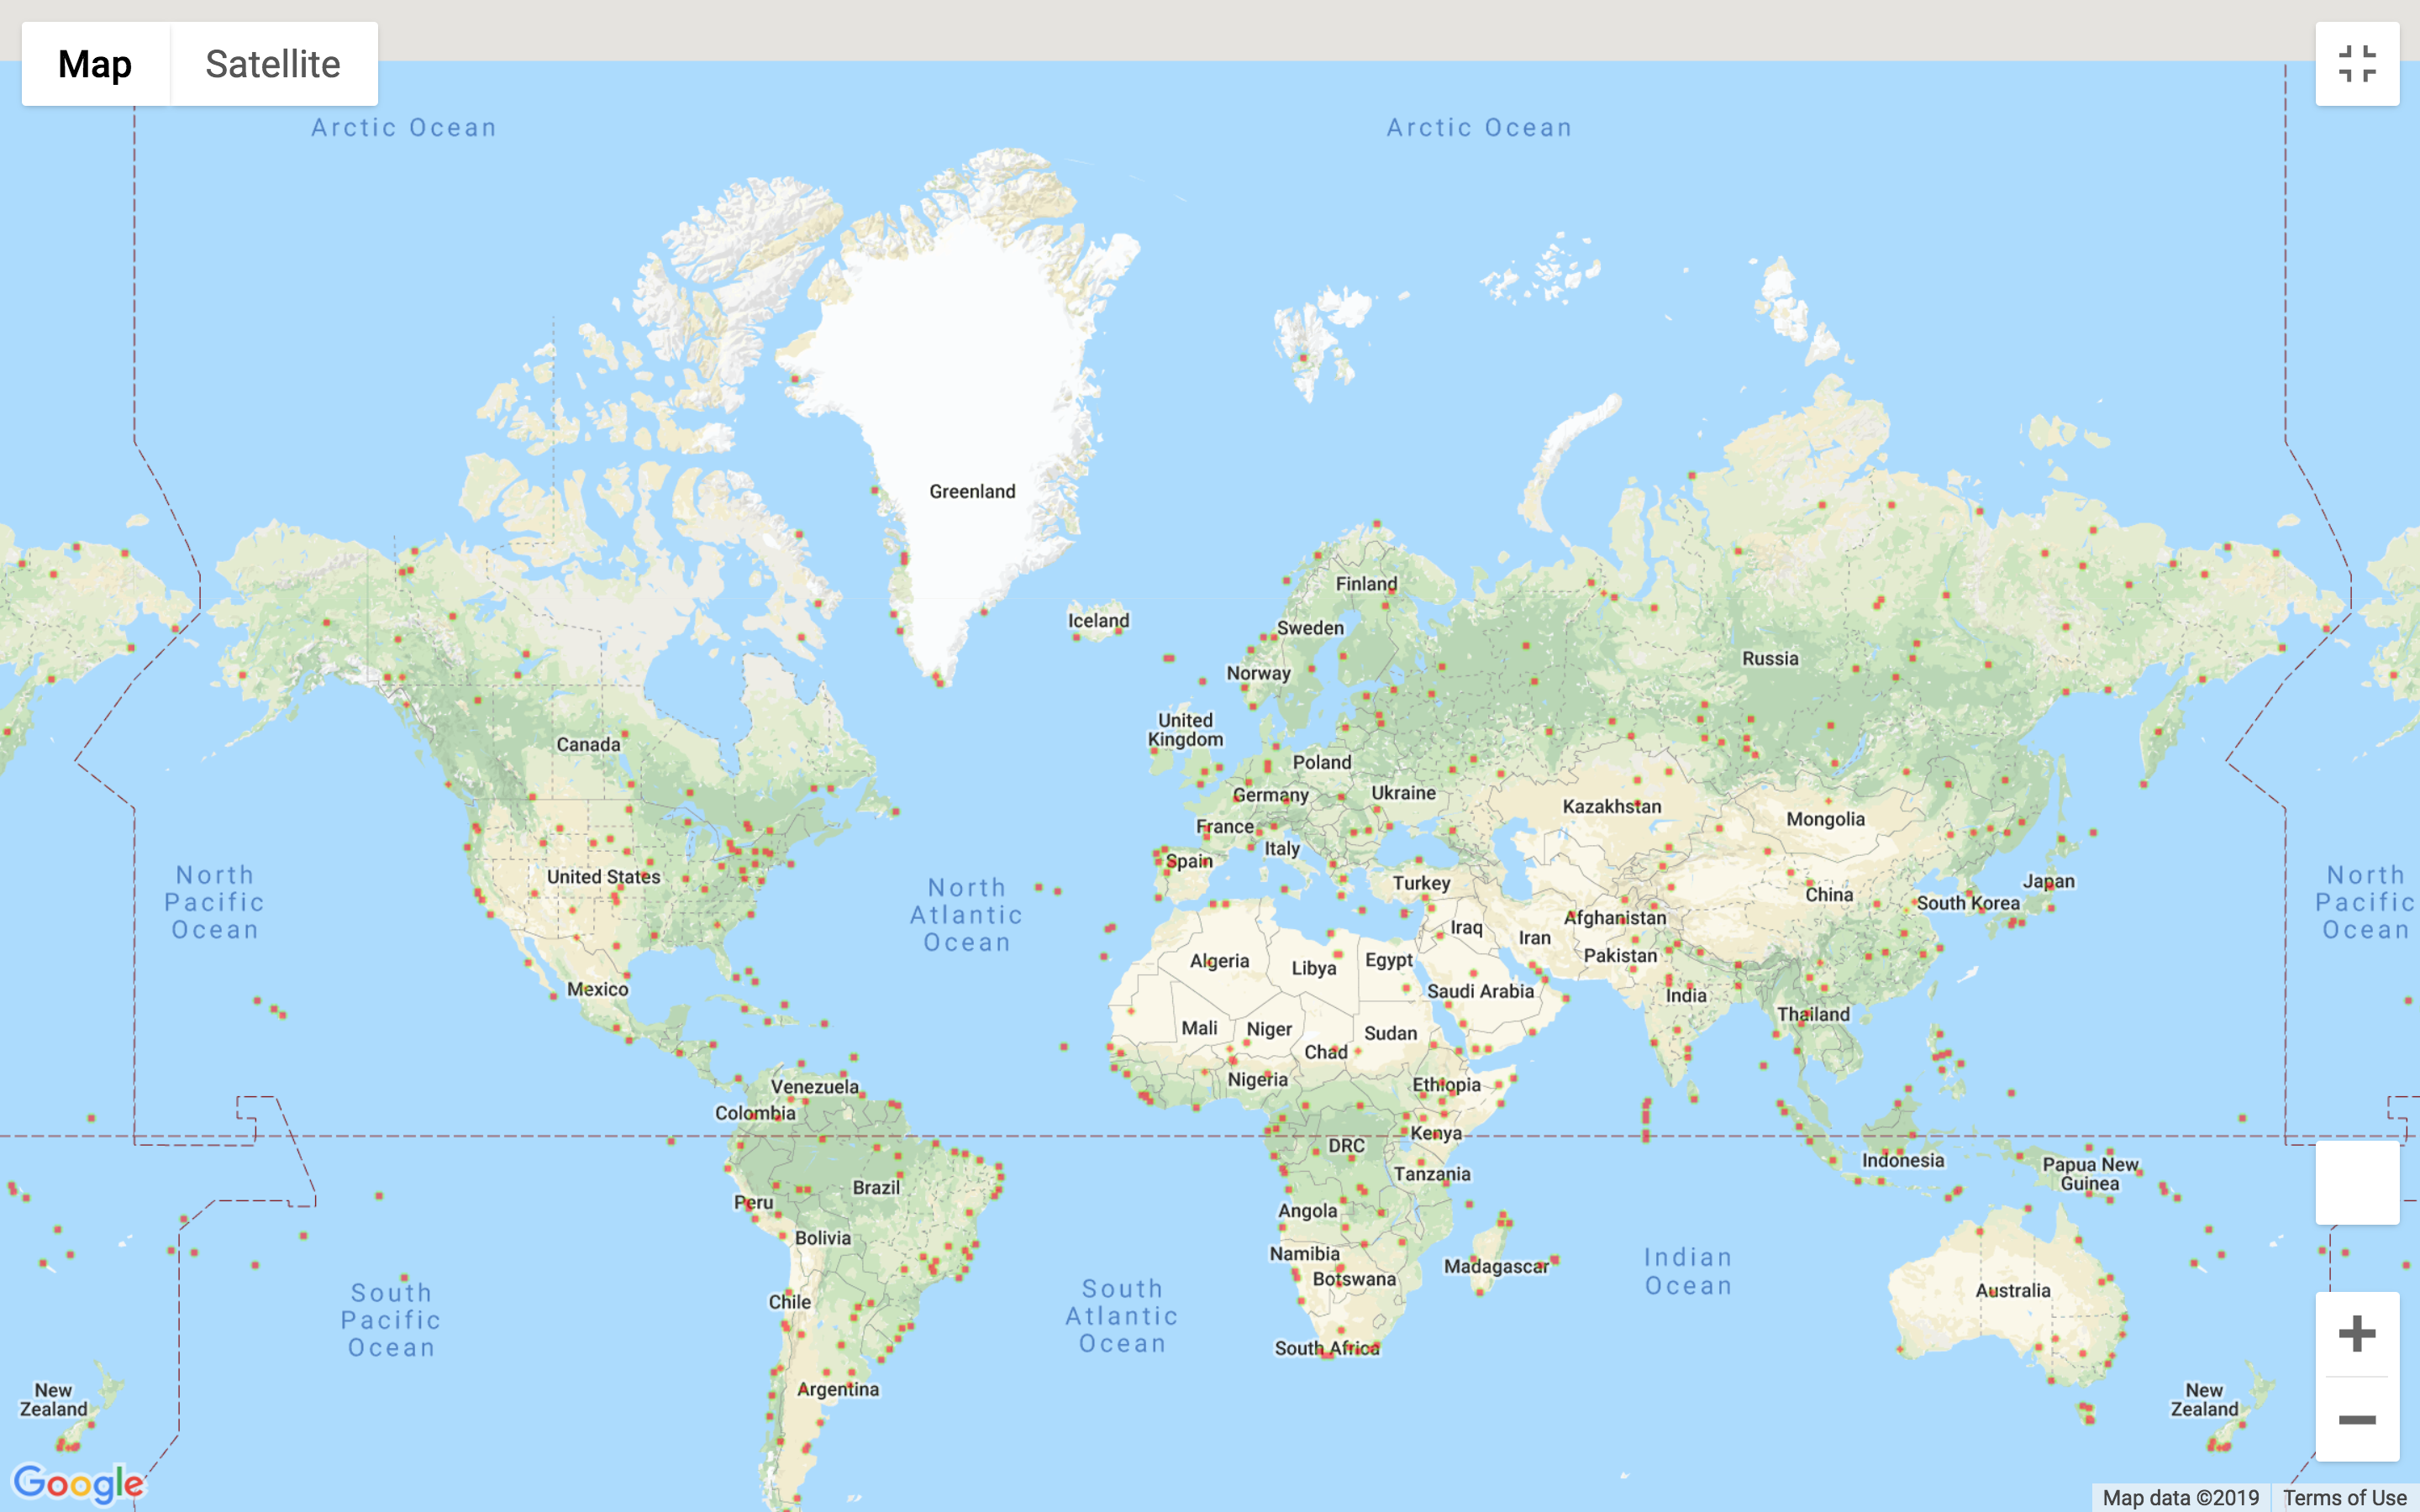 Map
Satellite
Arctic Ocean
Arctic Ocean
Greenland
Finland
Iceland
Sweden
Russia
Norway
United
Kingdom
Canada
Poland
Germany
Ukraine
Kazakhstan
Mongolia
France
Italy
Spain
United States
Turkey
China
Japan
South Korea
North
Pacific
Ocean
North
Atlantic
Ocean
North
Pacific
Ocean
Afghanistan
Iraq
Iran
Pakistan
Algeria
Libya
Egypt
Saudi Arabia
India
Mexico
Thailand
Mali
Niger
Chad
Sudan
Nigeria
Ethiopia
Venezuela
Colombia
Kenya
DRC
Tanzania
Indonesia
Papua New
Guinea
Brazil
Peru
Angola
Bolivia
Namibia
Botswana
Madagascar
Indian
Ocean
Australia
Chile
South
Pacific
Ocean
South
Atlantic
Ocean
South Africa
Argentina
New
Zealand
New
Zealand
Google
Map data ©2019
Terms of Use